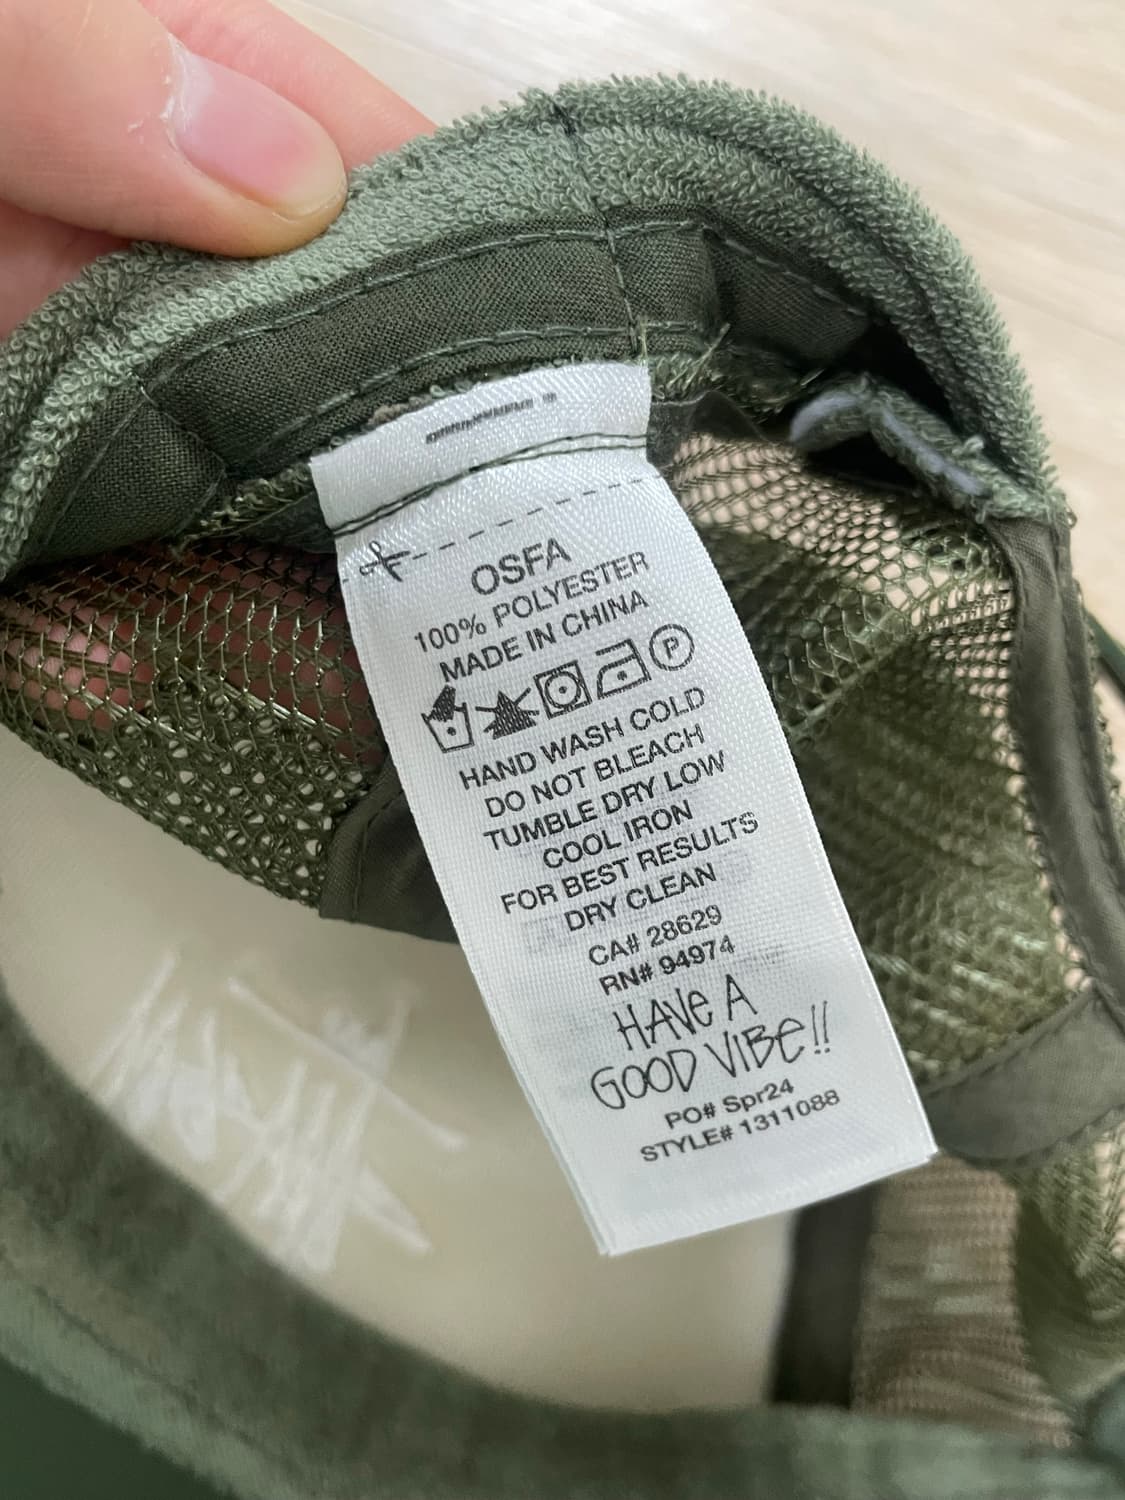 OSFA
100% POLYESTER
MADE IN CHINA
P
HAND WASH COLD
DO NOT BLEACH
TUMBLE DRY LOW
COOL IRON
FOR BEST RESULTS
DRY CLEAN
CA# 28629
RN# 94974
HAVE A
GOOD VIBE!!
PO# Spr24
STYLE# 1311088